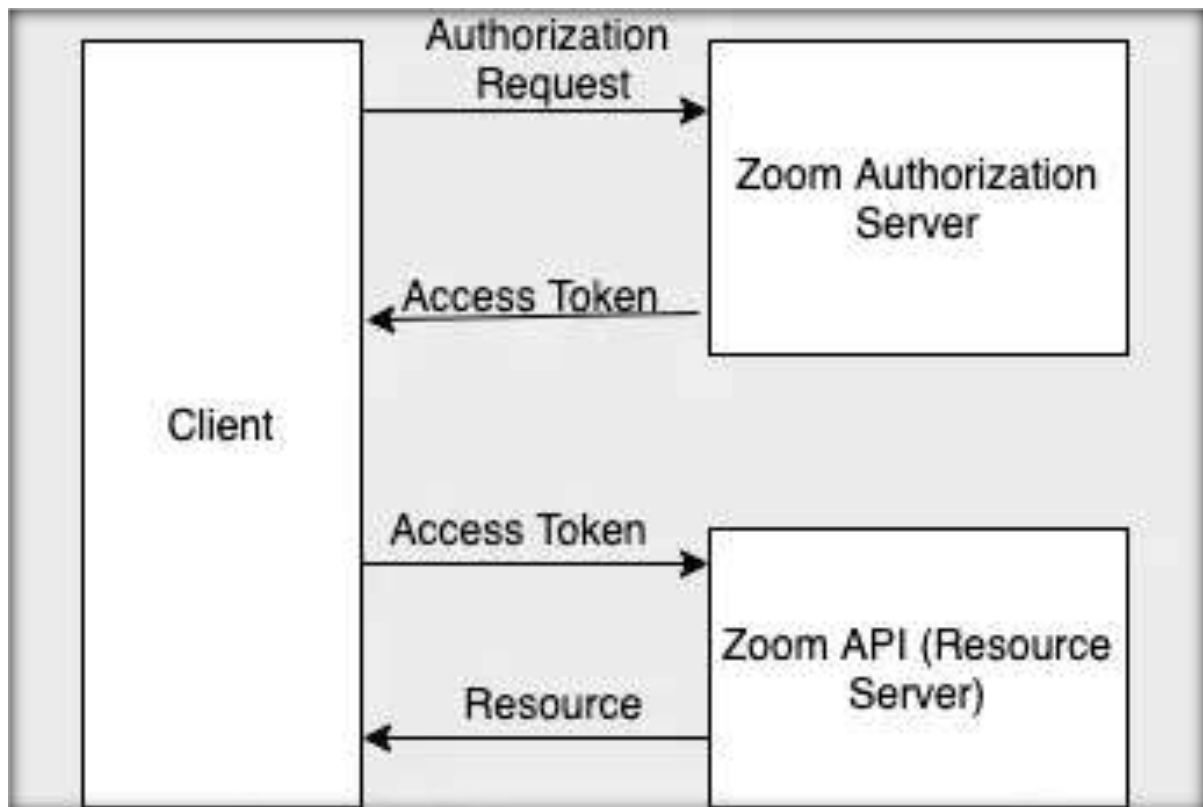 Authorization
Request
Zoom Authorization
Server
Access Token
Client
Access Token
Zoom API (Resource
Server)
Resource